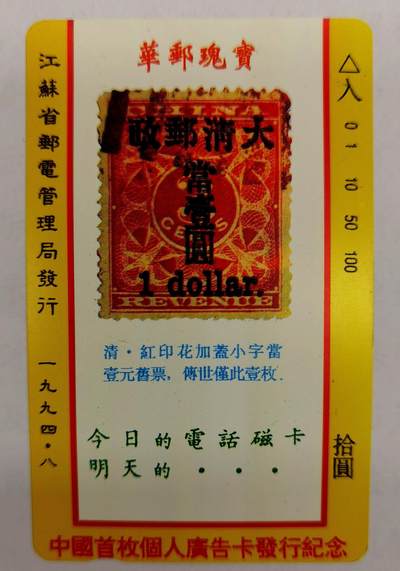 華郵瑰寶
CHINA
大清郵政
當壹圓
CENTS
1 dollar.
REVENUE
清·紅印花加蓋小字當
壹元舊票,傳世僅此壹枚.
今日的電話磁卡
明天的···
江蘇省郵電管理局發行 一九九四·八
△入 0 1 10 50 100
拾圓
中國首枚個人廣告卡發行紀念